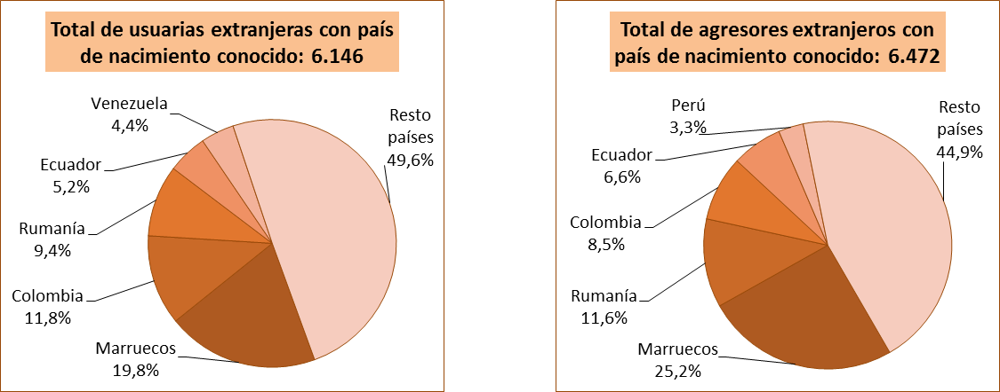 Total de usuarias extranjeras con país
de nacimiento conocido: 6.146
Venezuela
4,4%
Resto
países
49,6%
Ecuador
5,2%
Rumanía
9,4%
Colombia
11,8%
Marruecos
19,8%
Total de agresores extranjeros con
país de nacimiento conocido: 6.472
Perú
3,3%
Resto
países
44,9%
Ecuador
6,6%
Colombia
8,5%
Rumanía
11,6%
Marruecos
25,2%